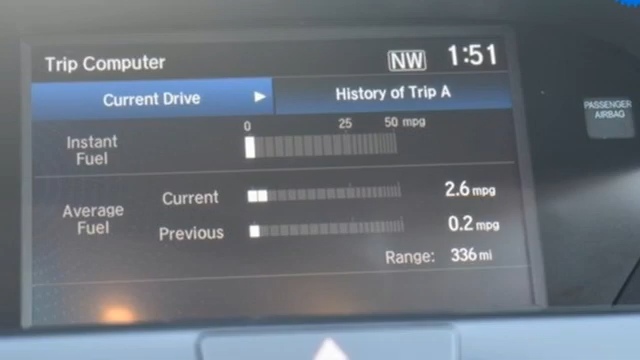 Trip Computer NW 1:51
Current Drive History of Trip A
0 25 50 mpg
Instant
Fuel
Average
Fuel
Current 2.6 mpg
Previous 0.2 mpg
Range: 336 mi
PASSENGER
AIRBAG